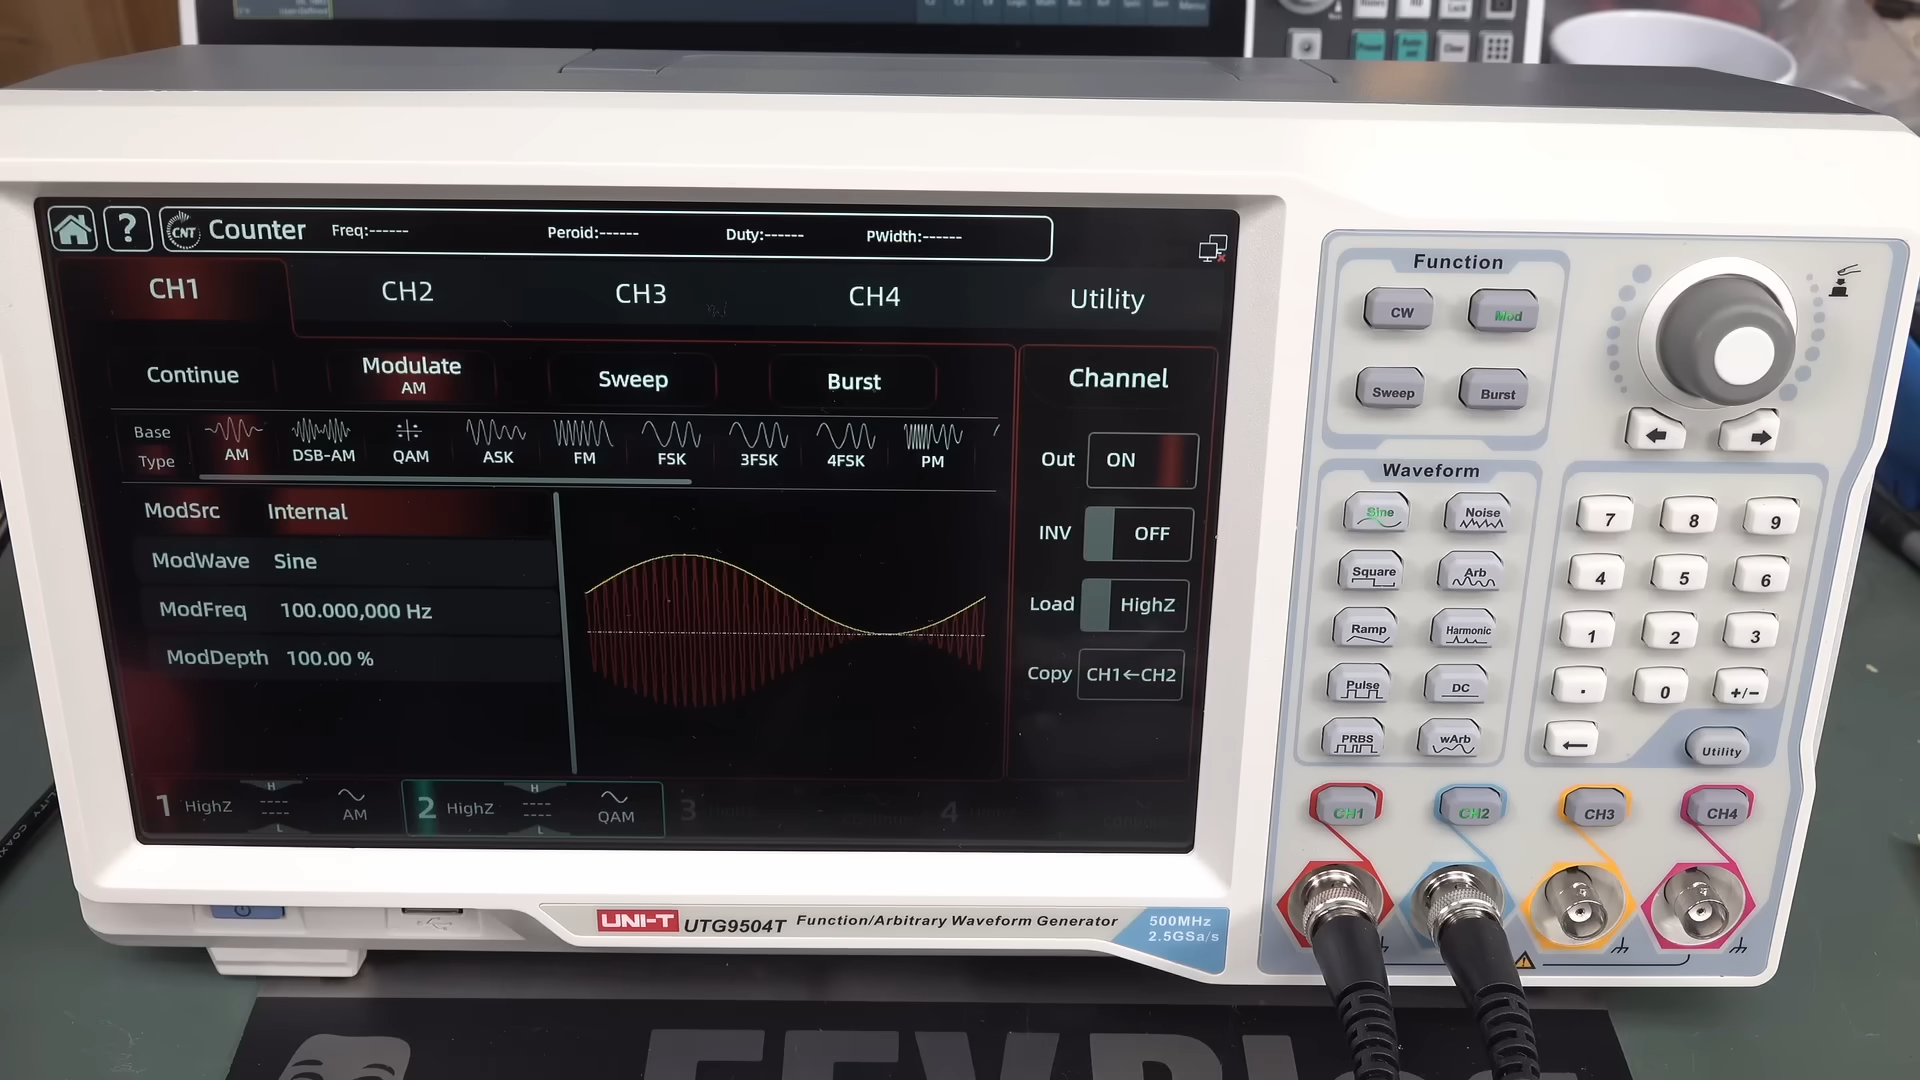 Counter Freq:------ Peroid:------ Duty:------ PWidth:------
? CNT
CH1 CH2 CH3 CH4 Utility
Continue Modulate Sweep Burst Channel
AM
Base Type AM DSB-AM QAM ASK FM FSK 3FSK 4FSK PM
ModSrc Internal
ModWave Sine
ModFreq 100.000,000 Hz
ModDepth 100.00 %
Out ON
INV OFF
Load HighZ
Copy CH1←CH2
1 HighZ H L AM 2 HighZ H L QAM 3 4
UNI-T UTG9504T Function/Arbitrary Waveform Generator 500MHz
2.5GSa/s
Function
CW Mod
Sweep Burst
Waveform
Sine Noise
Square Arb
Ramp Harmonic
Pulse DC
PRBS wArb
7 8 9
4 5 6
1 2 3
. 0 +/-
Utility
CH1 CH2 CH3 CH4